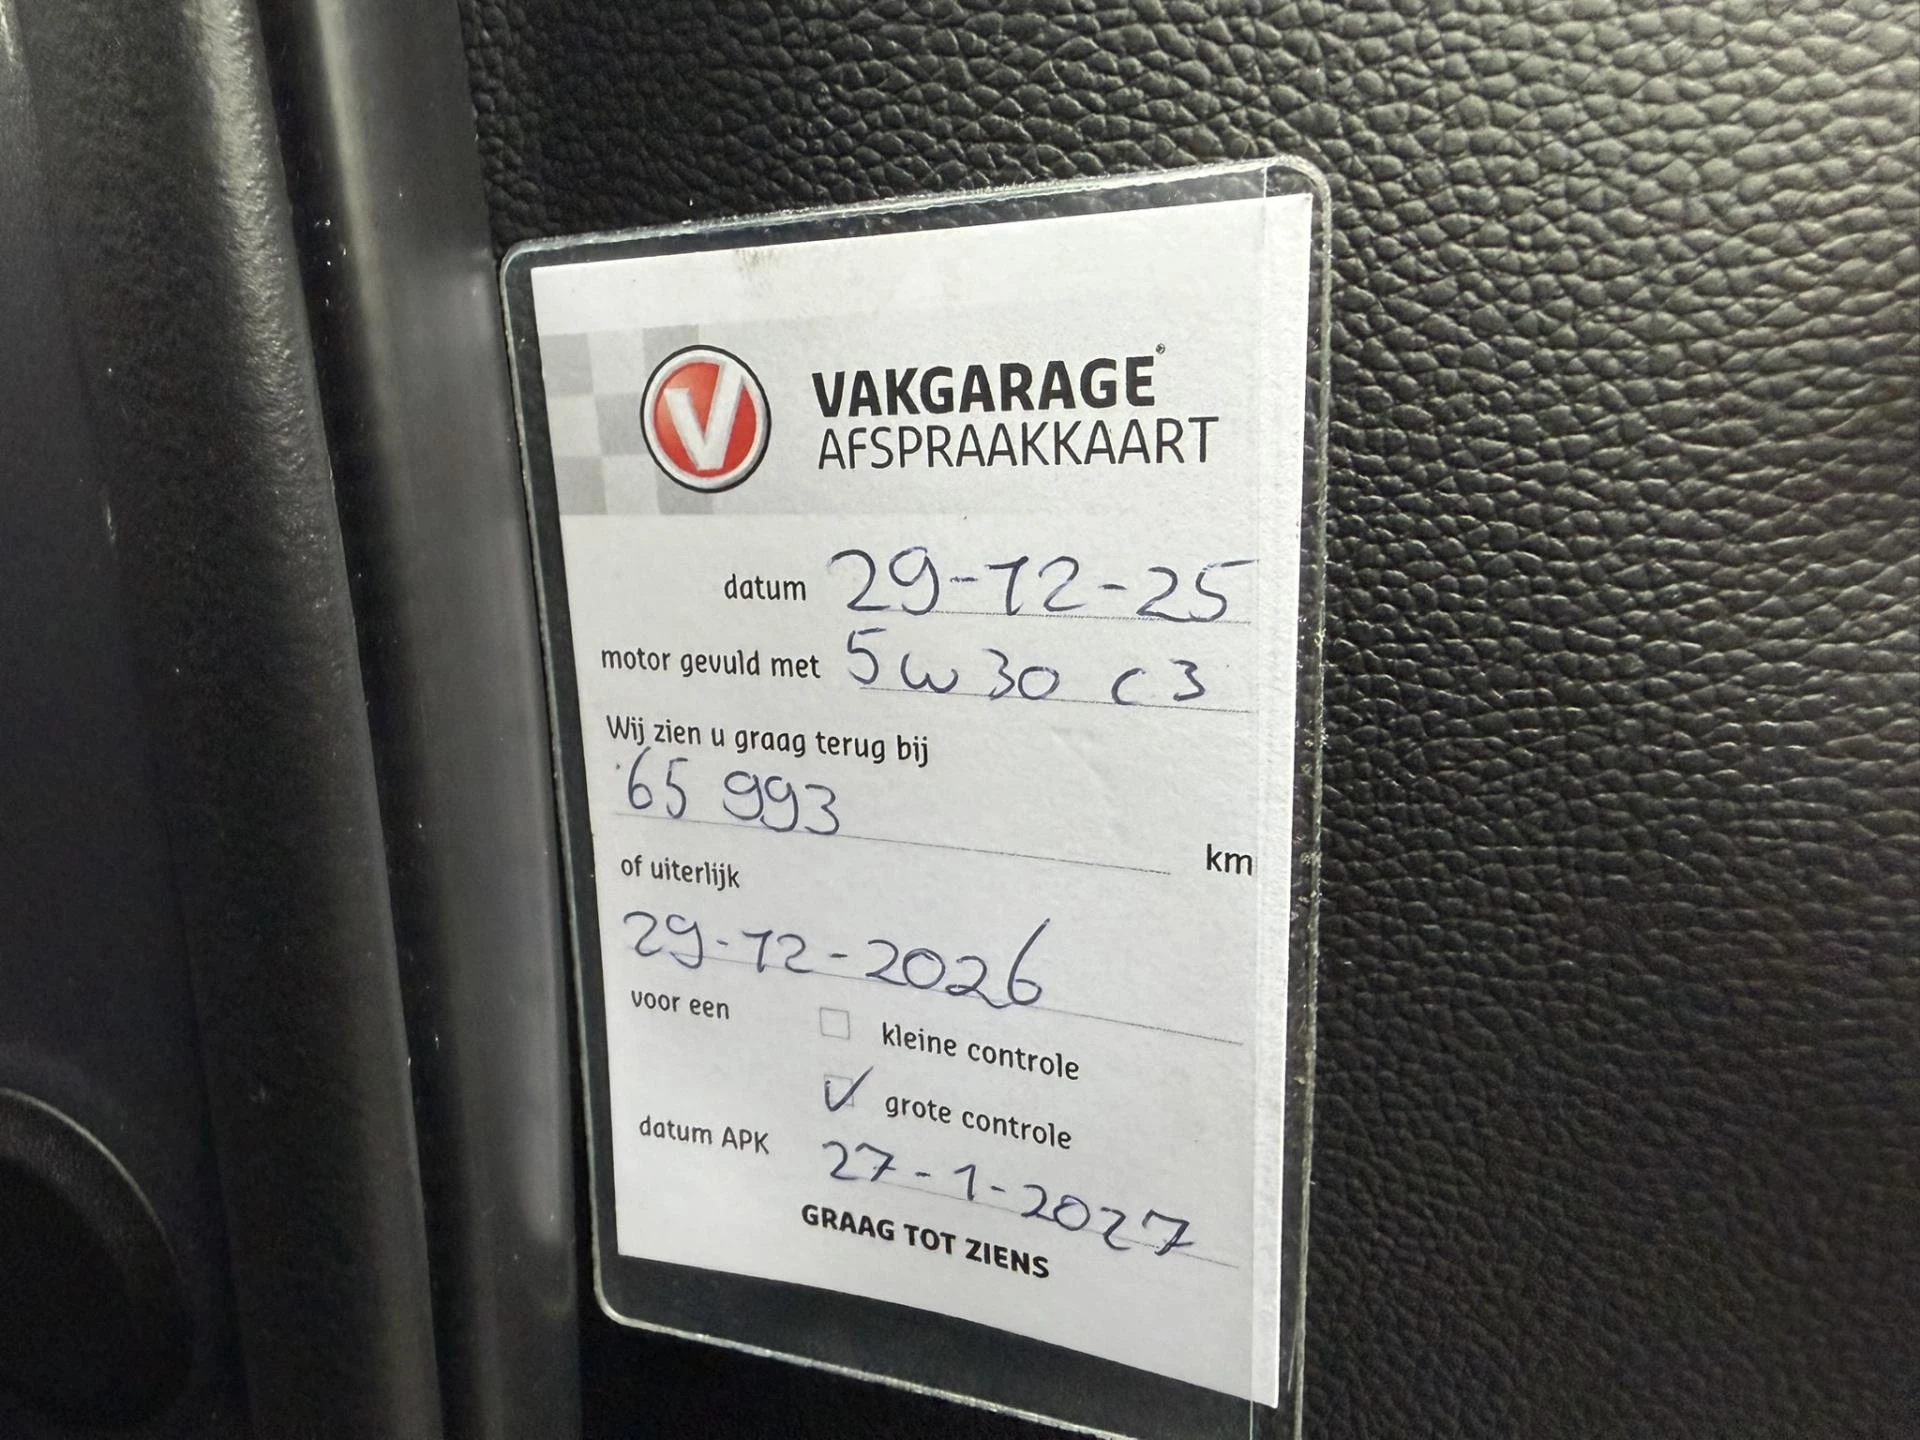 V VAKGARAGE®
AFSPRAAKKAART
datum 29-12-25
motor gevuld met 5w30 c3
Wij zien u graag terug bij
65 993 km
of uiterlijk
29-12-2026
voor een kleine controle
✓ grote controle
datum APK 27-1-2027
GRAAG TOT ZIENS